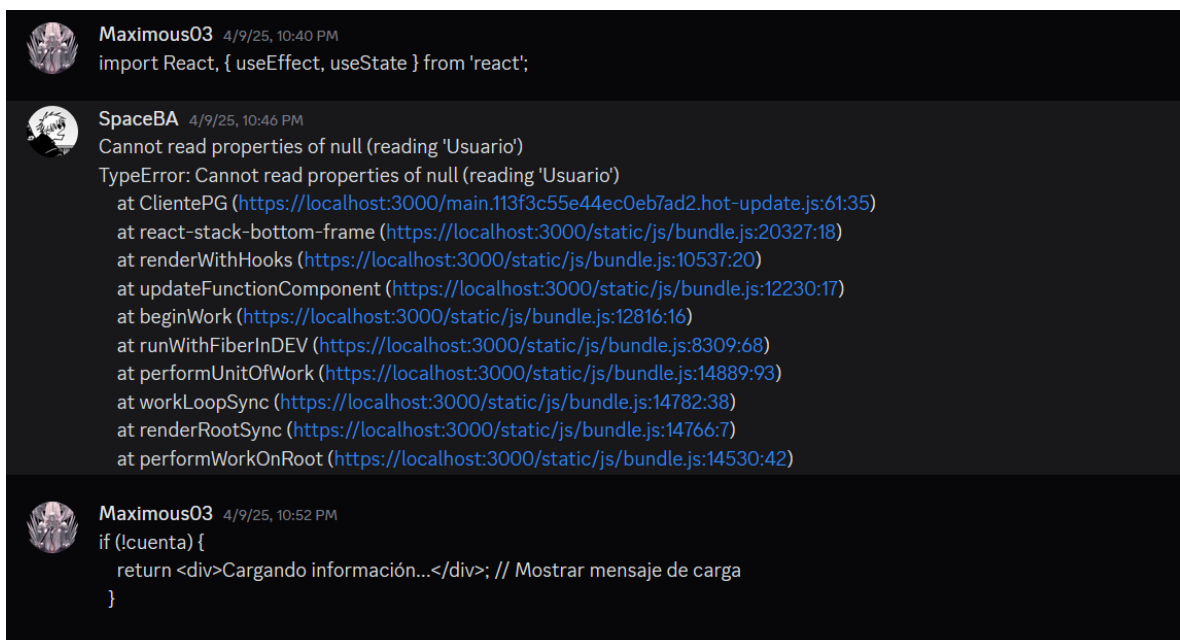 Maximous03 4/9/25, 10:40 PM
import React, { useEffect, useState } from 'react';
SpaceBA 4/9/25, 10:46 PM
Cannot read properties of null (reading 'Usuario')
TypeError: Cannot read properties of null (reading 'Usuario')
at ClientePG (https://localhost:3000/main.113f3c55e44ec0eb7ad2.hot-update.js:61:35)
at react-stack-bottom-frame (https://localhost:3000/static/js/bundle.js:20327:18)
at renderWithHooks (https://localhost:3000/static/js/bundle.js:10537:20)
at updateFunctionComponent (https://localhost:3000/static/js/bundle.js:12230:17)
at beginWork (https://localhost:3000/static/js/bundle.js:12816:16)
at runWithFiberInDEV (https://localhost:3000/static/js/bundle.js:8309:68)
at performUnitOfWork (https://localhost:3000/static/js/bundle.js:14889:93)
at workLoopSync (https://localhost:3000/static/js/bundle.js:14782:38)
at renderRootSync (https://localhost:3000/static/js/bundle.js:14766:7)
at performWorkOnRoot (https://localhost:3000/static/js/bundle.js:14530:42)
Maximous03 4/9/25, 10:52 PM
if (!cuenta) {
return <div>Cargando información...</div>; // Mostrar mensaje de carga
}